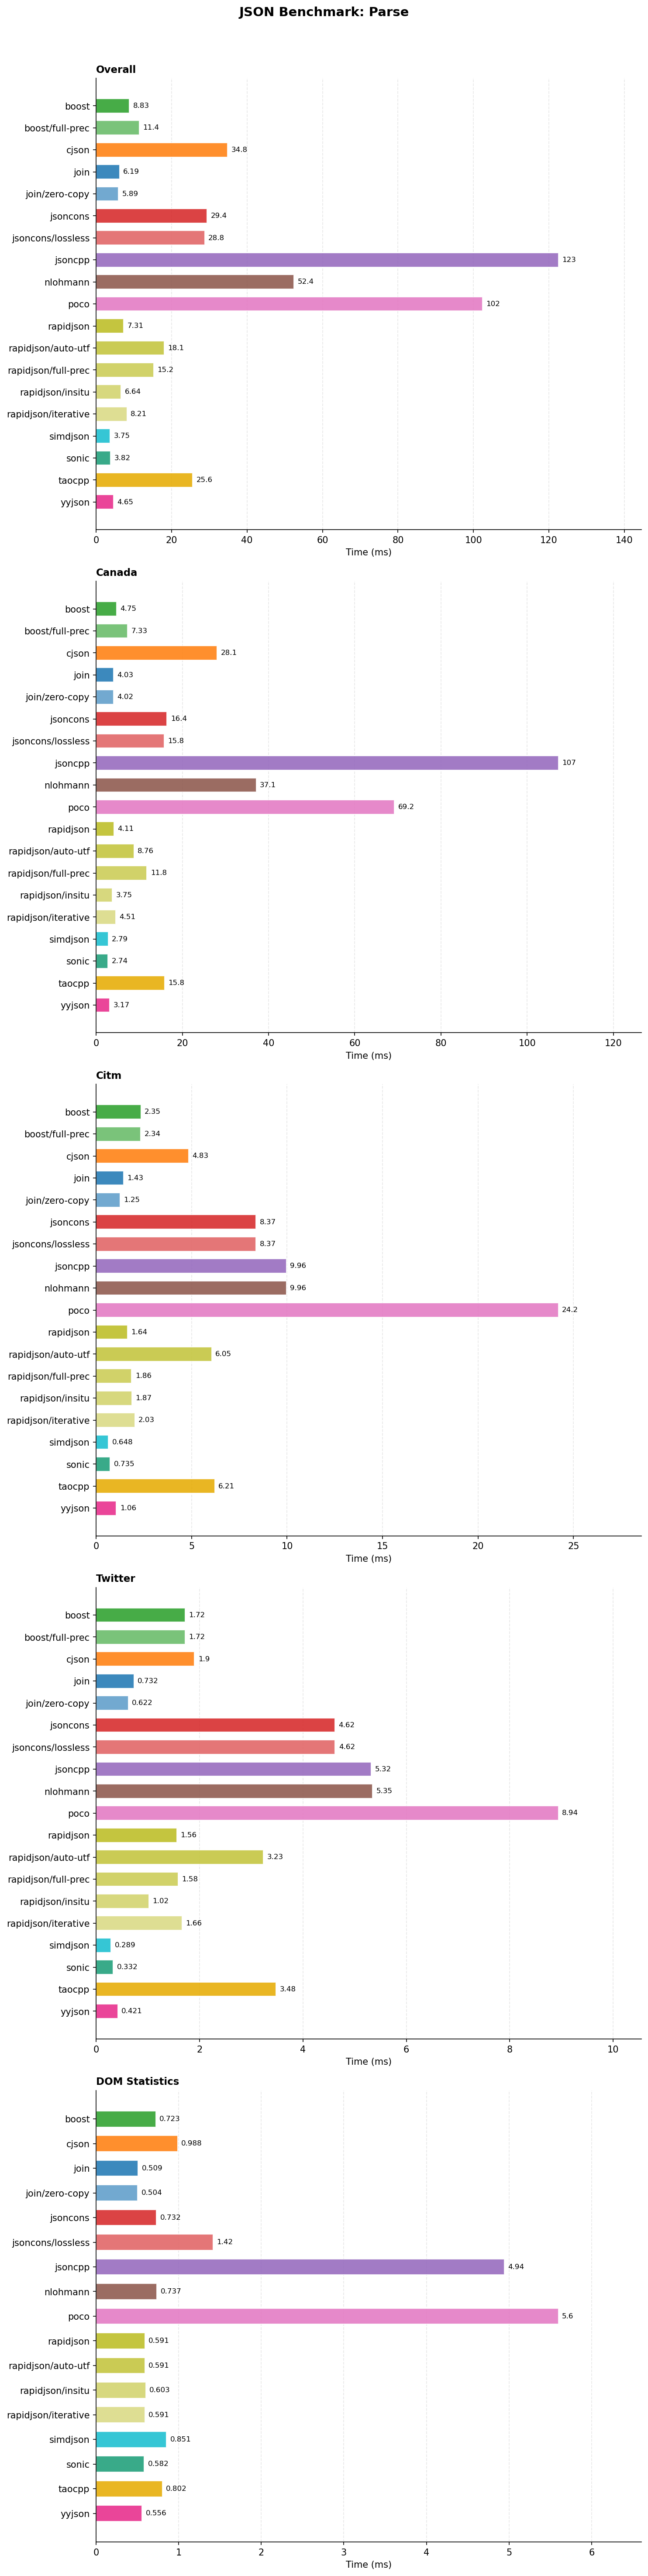 JSON Benchmark: Parse
Overall
boost 8.83
boost/full-prec 11.4
cjson 34.8
join 6.19
join/zero-copy 5.89
jsoncons 29.4
jsoncons/lossless 28.8
jsoncpp 123
nlohmann 52.4
poco 102
rapidjson 7.31
rapidjson/auto-utf 18.1
rapidjson/full-prec 15.2
rapidjson/insitu 6.64
rapidjson/iterative 8.21
simdjson 3.75
sonic 3.82
taocpp 25.6
yyjson 4.65
0 20 40 60 80 100 120 140
Time (ms)
Canada
boost 4.75
boost/full-prec 7.33
cjson 28.1
join 4.03
join/zero-copy 4.02
jsoncons 16.4
jsoncons/lossless 15.8
jsoncpp 107
nlohmann 37.1
poco 69.2
rapidjson 4.11
rapidjson/auto-utf 8.76
rapidjson/full-prec 11.8
rapidjson/insitu 3.75
rapidjson/iterative 4.51
simdjson 2.79
sonic 2.74
taocpp 15.8
yyjson 3.17
0 20 40 60 80 100 120
Time (ms)
Citm
boost 2.35
boost/full-prec 2.34
cjson 4.83
join 1.43
join/zero-copy 1.25
jsoncons 8.37
jsoncons/lossless 8.37
jsoncpp 9.96
nlohmann 9.96
poco 24.2
rapidjson 1.64
rapidjson/auto-utf 6.05
rapidjson/full-prec 1.86
rapidjson/insitu 1.87
rapidjson/iterative 2.03
simdjson 0.648
sonic 0.735
taocpp 6.21
yyjson 1.06
0 5 10 15 20 25
Time (ms)
Twitter
boost 1.72
boost/full-prec 1.72
cjson 1.9
join 0.732
join/zero-copy 0.622
jsoncons 4.62
jsoncons/lossless 4.62
jsoncpp 5.32
nlohmann 5.35
poco 8.94
rapidjson 1.56
rapidjson/auto-utf 3.23
rapidjson/full-prec 1.58
rapidjson/insitu 1.02
rapidjson/iterative 1.66
simdjson 0.289
sonic 0.332
taocpp 3.48
yyjson 0.421
0 2 4 6 8 10
Time (ms)
DOM Statistics
boost 0.723
cjson 0.988
join 0.509
join/zero-copy 0.504
jsoncons 0.732
jsoncons/lossless 1.42
jsoncpp 4.94
nlohmann 0.737
poco 5.6
rapidjson 0.591
rapidjson/auto-utf 0.591
rapidjson/insitu 0.603
rapidjson/iterative 0.591
simdjson 0.851
sonic 0.582
taocpp 0.802
yyjson 0.556
0 1 2 3 4 5 6
Time (ms)